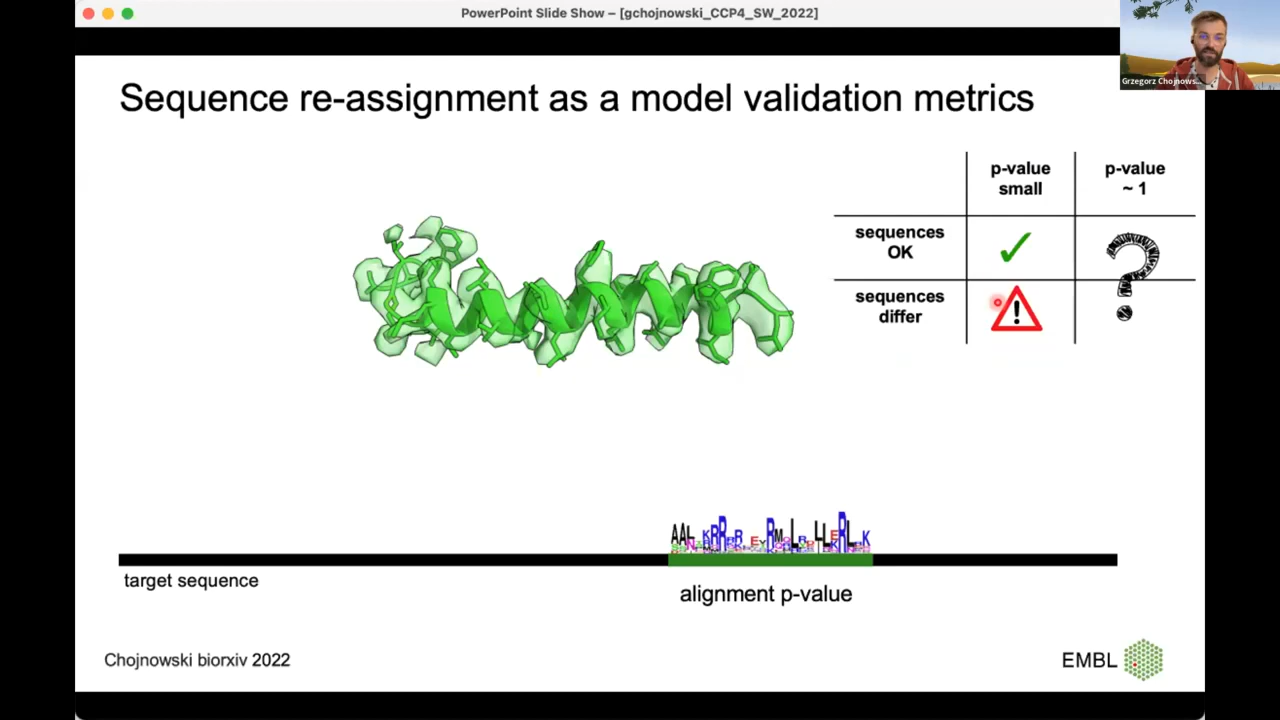 PowerPoint Slide Show – [gchojnowski_CCP4_SW_2022]
Grzegorz Chojnows...
Sequence re-assignment as a model validation metrics
p-value
small
p-value
~ 1
sequences
OK
sequences
differ
target sequence
alignment p-value
Chojnowski biorxiv 2022
EMBL